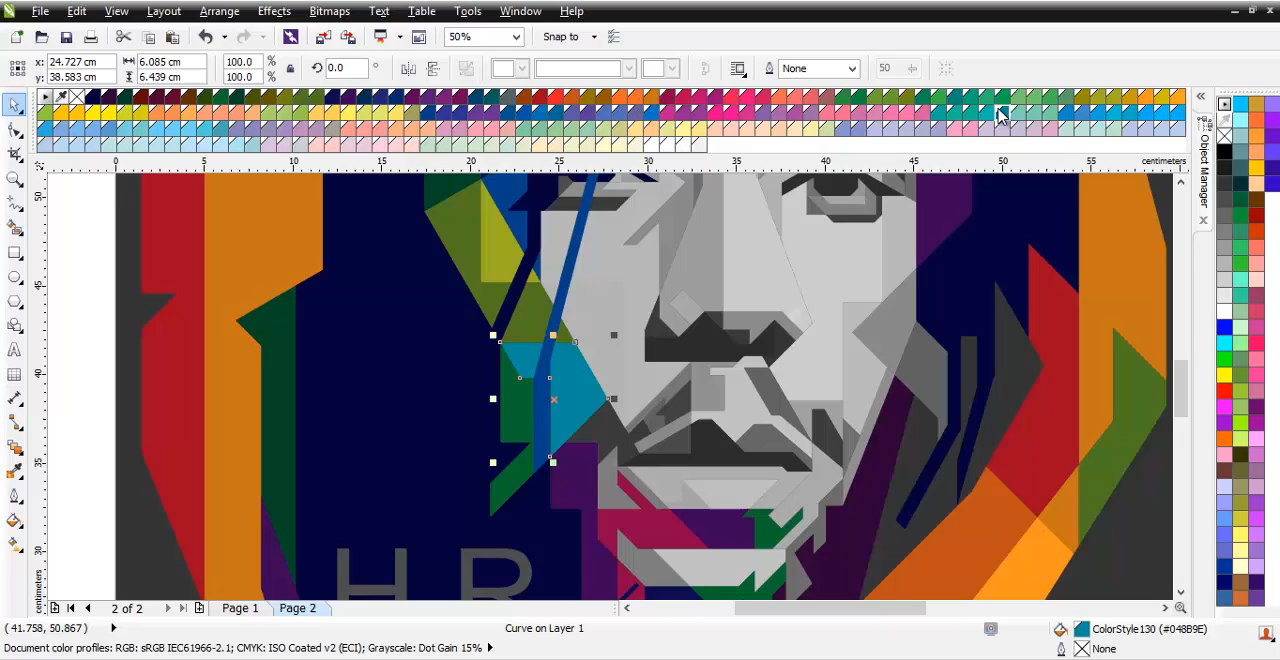 File Edit View Layout Arrange Effects Bitmaps Text Table Tools Window Help
50% Snap to
x: 24.727 cm 6.085 cm 100.0 % 0.0 ° None 50
y: 38.583 cm 6.439 cm 100.0 %
0 5 10 15 20 25 30 35 40 45 50 55 centimeters
50
45
40
35
30
centimeters
Object Manager
H R
2 of 2 Page 1 Page 2
(41.758, 50.867) Curve on Layer 1 ColorStyle130 (#048B9E)
Document color profiles: RGB: sRGB IEC61966-2.1; CMYK: ISO Coated v2 (ECI); Grayscale: Dot Gain 15% None